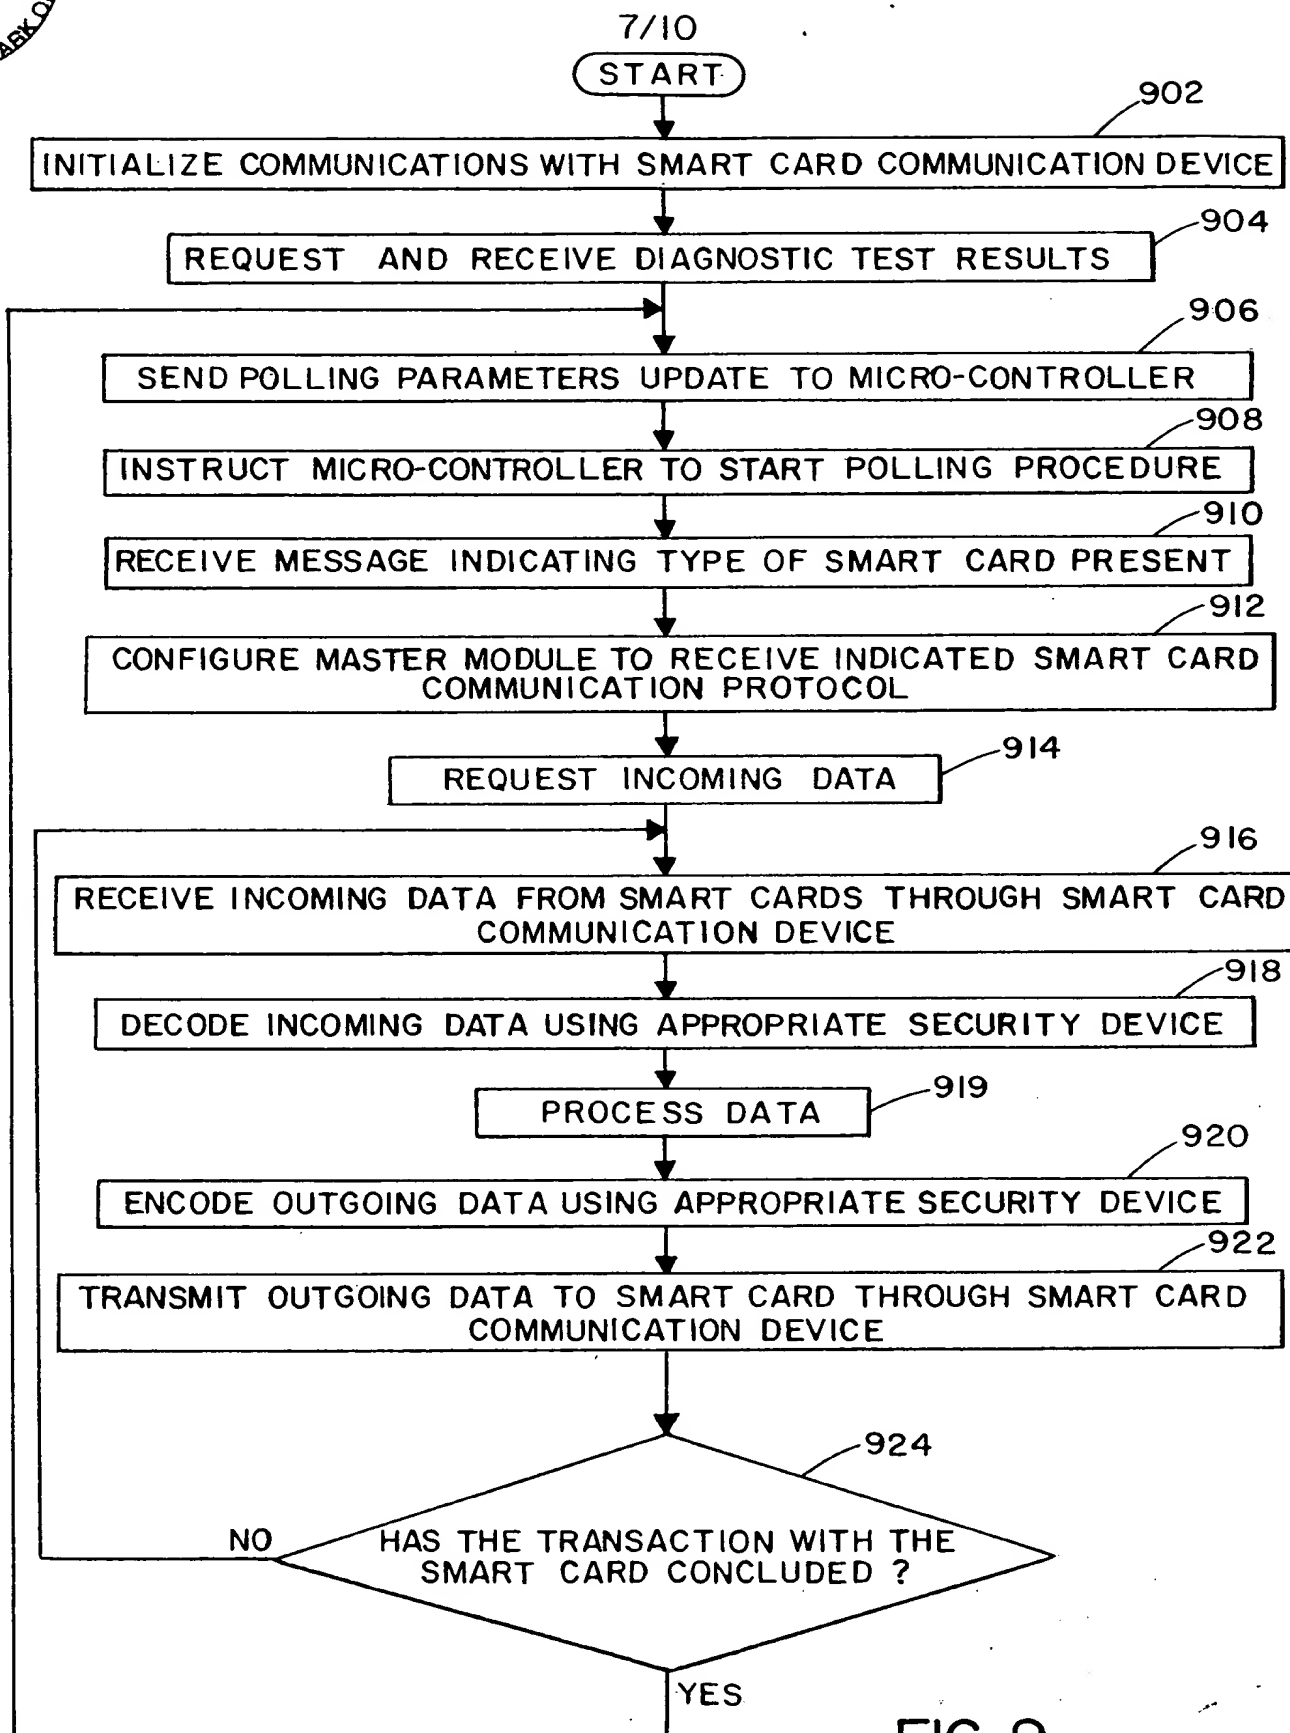 7/10
START
902
INITIALIZE COMMUNICATIONS WITH SMART CARD COMMUNICATION DEVICE
904
REQUEST AND RECEIVE DIAGNOSTIC TEST RESULTS
906
SEND POLLING PARAMETERS UPDATE TO MICRO-CONTROLLER
908
INSTRUCT MICRO-CONTROLLER TO START POLLING PROCEDURE
910
RECEIVE MESSAGE INDICATING TYPE OF SMART CARD PRESENT
912
CONFIGURE MASTER MODULE TO RECEIVE INDICATED SMART CARD
COMMUNICATION PROTOCOL
914
REQUEST INCOMING DATA
916
RECEIVE INCOMING DATA FROM SMART CARDS THROUGH SMART CARD
COMMUNICATION DEVICE
918
DECODE INCOMING DATA USING APPROPRIATE SECURITY DEVICE
919
PROCESS DATA
920
ENCODE OUTGOING DATA USING APPROPRIATE SECURITY DEVICE
922
TRANSMIT OUTGOING DATA TO SMART CARD THROUGH SMART CARD
COMMUNICATION DEVICE
924
NO
HAS THE TRANSACTION WITH THE
SMART CARD CONCLUDED ?
YES